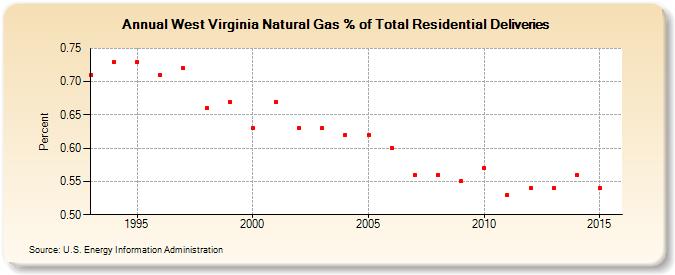 Annual West Virginia Natural Gas % of Total Residential Deliveries
Percent
0.75
0.70
0.65
0.60
0.55
0.50
1995 2000 2005 2010 2015
Source: U.S. Energy Information Administration